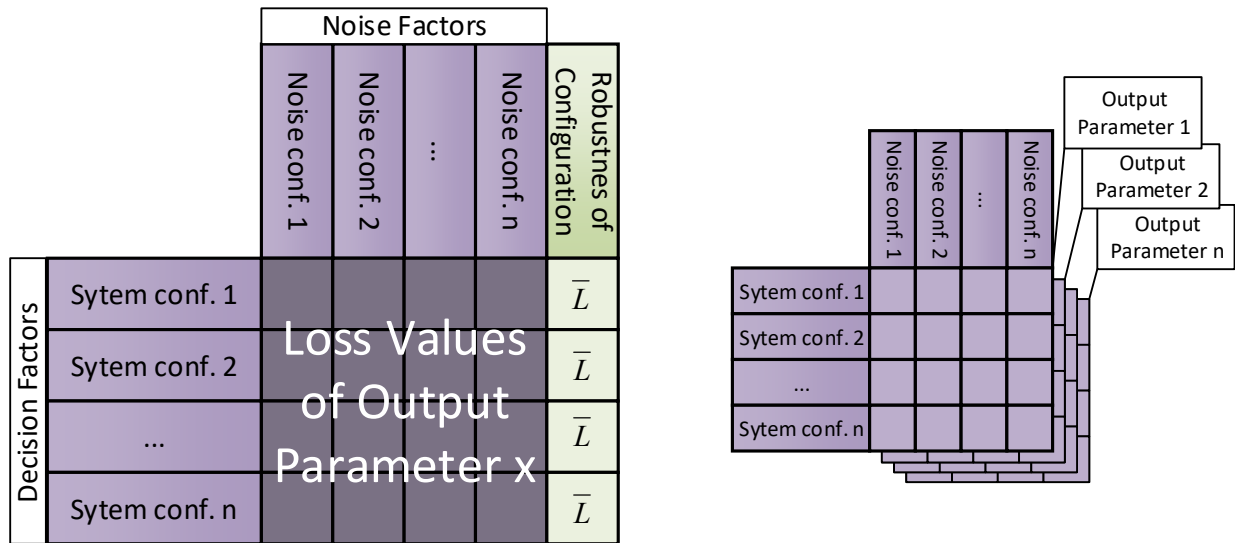 Noise Factors
Noise conf. 1
Noise conf. 2
...
Noise conf. n
Robustnes of
Configuration
Decision Factors
Sytem conf. 1
Sytem conf. 2
...
Sytem conf. n
Loss Values
of Output
Parameter x
L̅
L̅
L̅
L̅
Output
Parameter 1
Output
Parameter 2
Output
Parameter n
Noise conf. 1
Noise conf. 2
...
Noise conf. n
Sytem conf. 1
Sytem conf. 2
...
Sytem conf. n